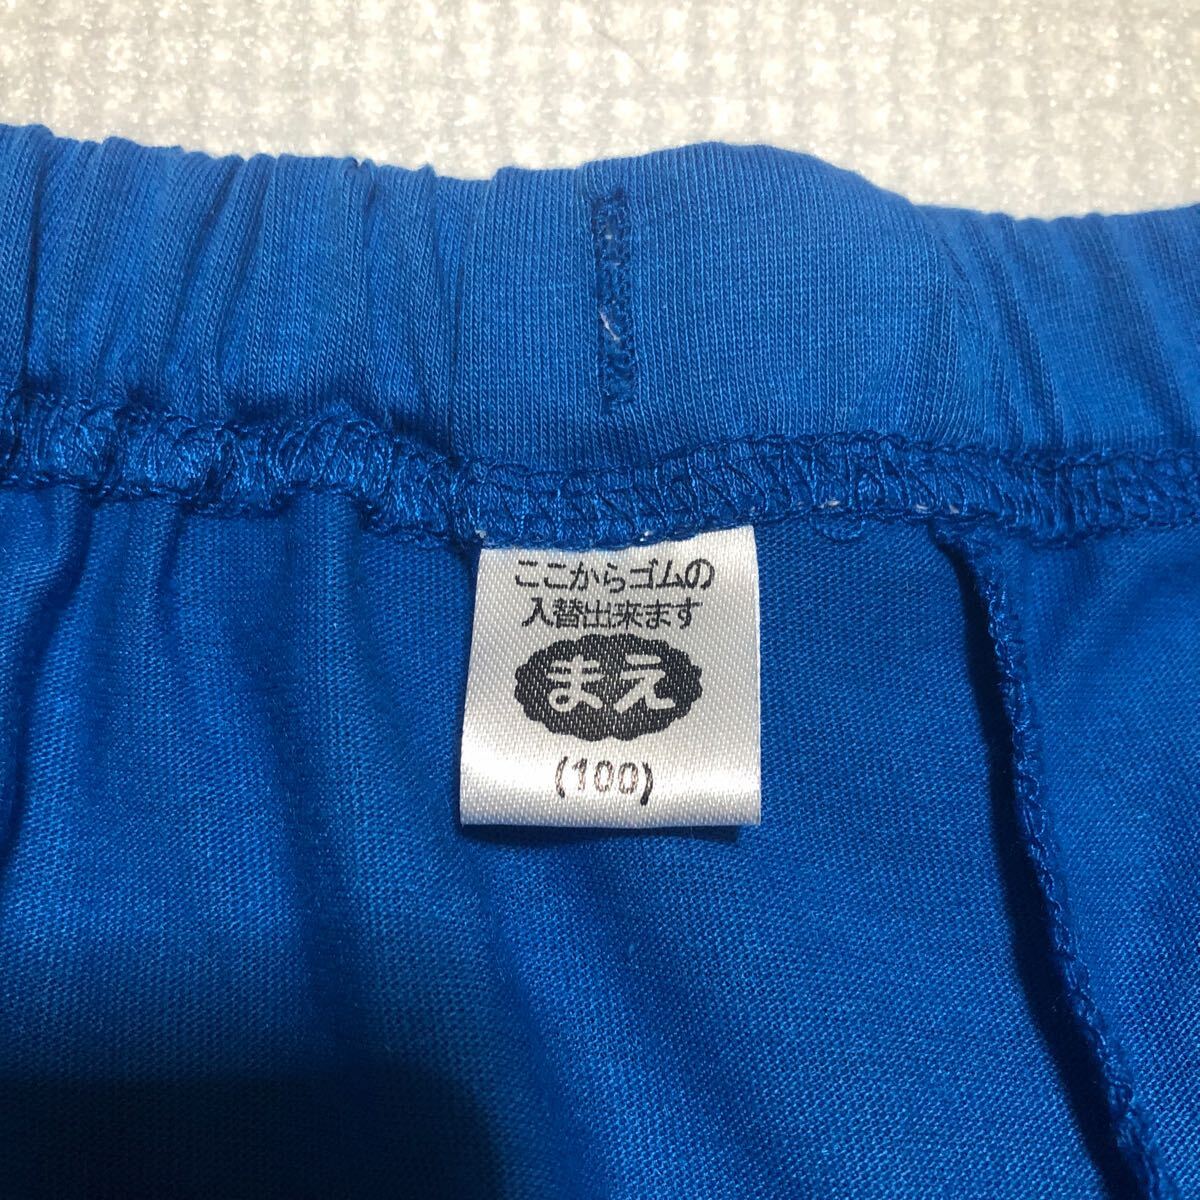 ここからゴムの
入替出来ます
まえ
(100)